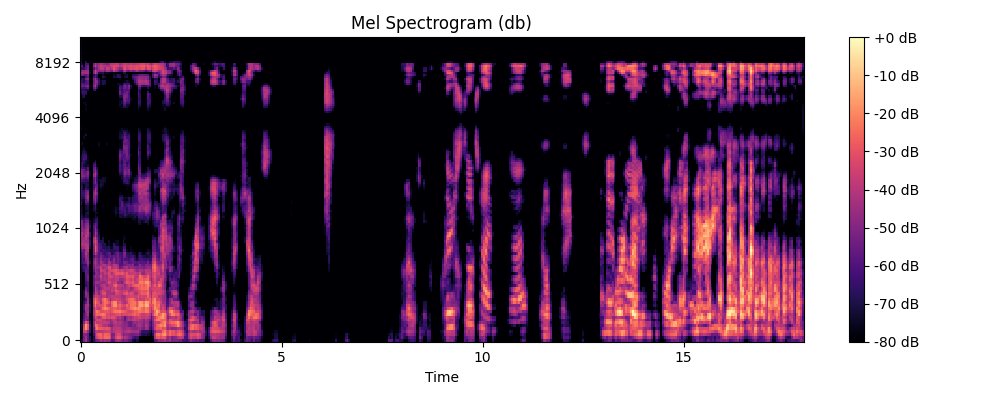 Mel Spectrogram (db)
Hz
8192
4096
2048
1024
512
0
0 5 10 15
Time
+0 dB
-10 dB
-20 dB
-30 dB
-40 dB
-50 dB
-60 dB
-70 dB
-80 dB